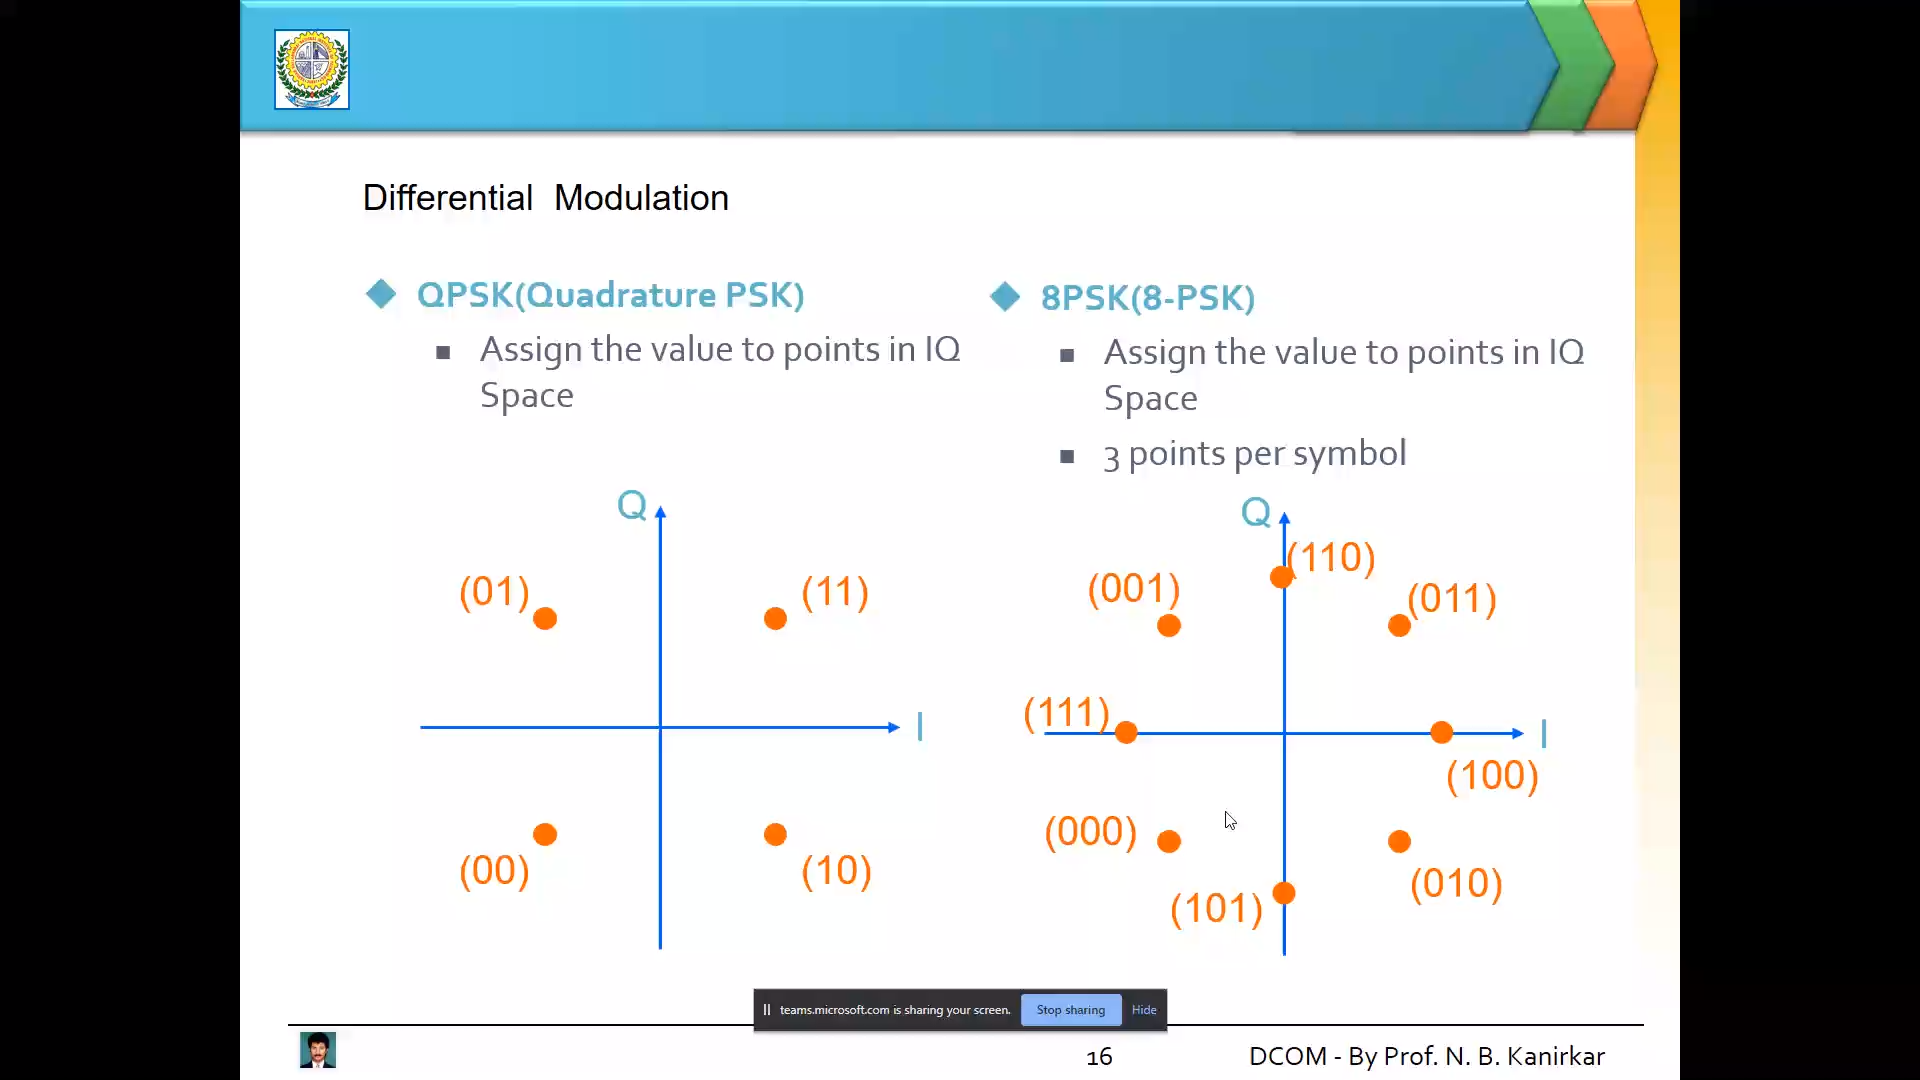 Differential Modulation
QPSK(Quadrature PSK)
Assign the value to points in IQ
Space
Q
(01)
(11)
I
(00)
(10)
8PSK(8-PSK)
Assign the value to points in IQ
Space
3 points per symbol
Q
(110)
(001)
(011)
(111)
I
(100)
(000)
(010)
(101)
teams.microsoft.com is sharing your screen.
Stop sharing
Hide
16
DCOM - By Prof. N. B. Kanirkar